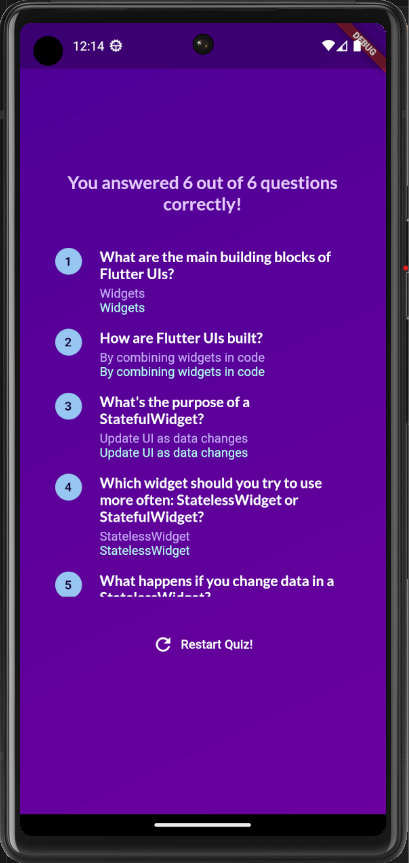 12:14
DEBUG
You answered 6 out of 6 questions
correctly!
1
What are the main building blocks of
Flutter UIs?
Widgets
Widgets
2
How are Flutter UIs built?
By combining widgets in code
By combining widgets in code
3
What's the purpose of a
StatefulWidget?
Update UI as data changes
Update UI as data changes
4
Which widget should you try to use
more often: StatelessWidget or
StatefulWidget?
StatelessWidget
StatelessWidget
5
What happens if you change data in a
StatelessWidget?
Restart Quiz!